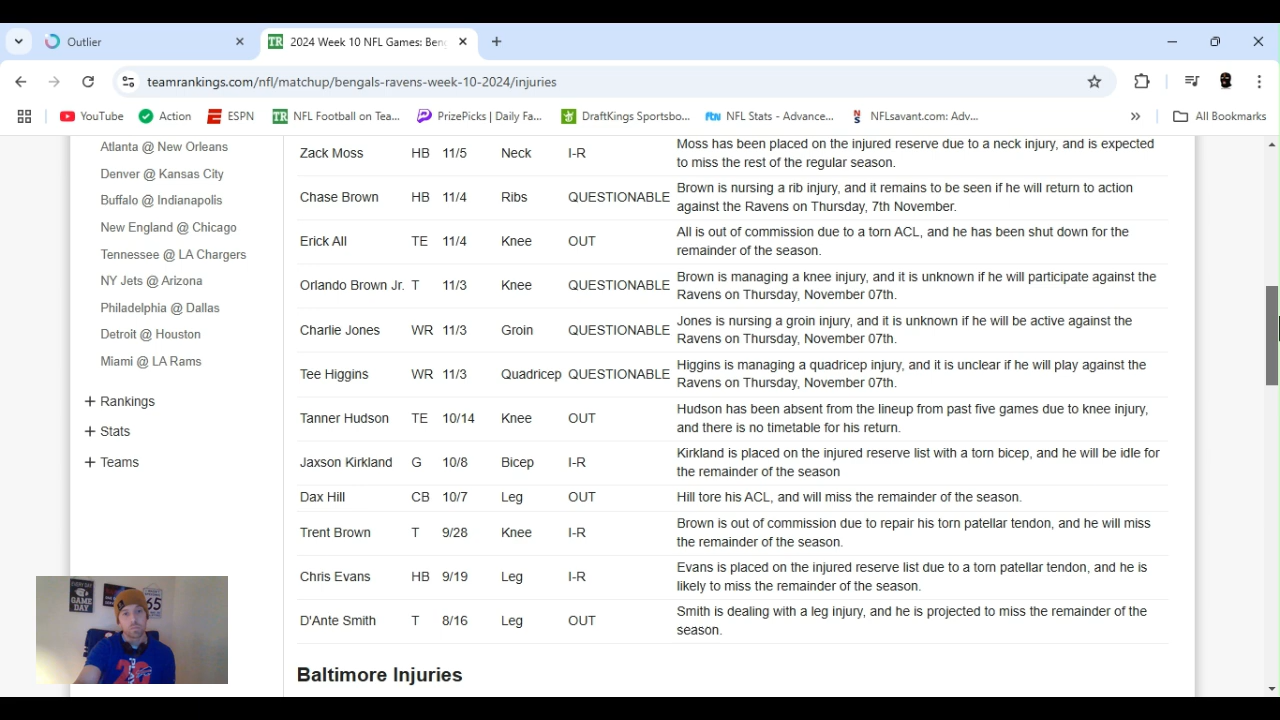 Outlier
TR 2024 Week 10 NFL Games: Beng
teamrankings.com/nfl/matchup/bengals-ravens-week-10-2024/injuries
YouTube Action ESPN TR NFL Football on Tea... PrizePicks | Daily Fa... DraftKings Sportsbo... ftn NFL Stats - Advance... NFLsavant.com: Adv... » All Bookmarks
Atlanta @ New Orleans
Denver @ Kansas City
Buffalo @ Indianapolis
New England @ Chicago
Tennessee @ LA Chargers
NY Jets @ Arizona
Philadelphia @ Dallas
Detroit @ Houston
Miami @ LA Rams
+ Rankings
+ Stats
+ Teams
Zack Moss HB 11/5 Neck I-R Moss has been placed on the injured reserve due to a neck injury, and is expected
to miss the rest of the regular season.
Chase Brown HB 11/4 Ribs QUESTIONABLE Brown is nursing a rib injury, and it remains to be seen if he will return to action
against the Ravens on Thursday, 7th November.
Erick All TE 11/4 Knee OUT All is out of commission due to a torn ACL, and he has been shut down for the
remainder of the season.
Orlando Brown Jr. T 11/3 Knee QUESTIONABLE Brown is managing a knee injury, and it is unknown if he will participate against the
Ravens on Thursday, November 07th.
Charlie Jones WR 11/3 Groin QUESTIONABLE Jones is nursing a groin injury, and it is unknown if he will be active against the
Ravens on Thursday, November 07th.
Tee Higgins WR 11/3 Quadricep QUESTIONABLE Higgins is managing a quadricep injury, and it is unclear if he will play against the
Ravens on Thursday, November 07th.
Tanner Hudson TE 10/14 Knee OUT Hudson has been absent from the lineup from past five games due to knee injury,
and there is no timetable for his return.
Jaxson Kirkland G 10/8 Bicep I-R Kirkland is placed on the injured reserve list with a torn bicep, and he will be idle for
the remainder of the season
Dax Hill CB 10/7 Leg OUT Hill tore his ACL, and will miss the remainder of the season.
Trent Brown T 9/28 Knee I-R Brown is out of commission due to repair his torn patellar tendon, and he will miss
the remainder of the season.
Chris Evans HB 9/19 Leg I-R Evans is placed on the injured reserve list due to a torn patellar tendon, and he is
likely to miss the remainder of the season.
D'Ante Smith T 8/16 Leg OUT Smith is dealing with a leg injury, and he is projected to miss the remainder of the
season.
Baltimore Injuries
GAME
DAY
65